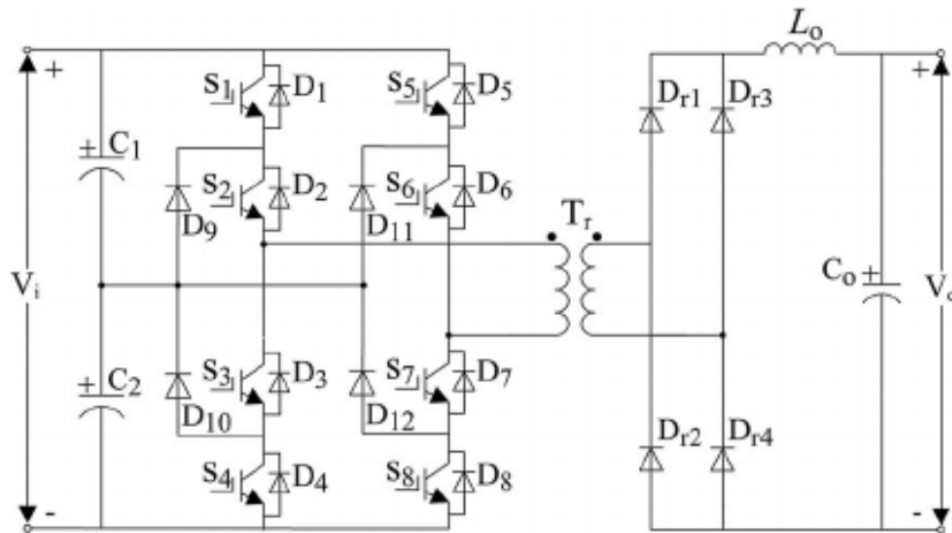 Lo
+
S1
D1
S5
D5
+
Dr1
Dr3
+
C1
S2
D2
S6
D6
D9
D11
Tr
Vi
Co
+
+
C2
S3
D3
S7
D7
D10
D12
Dr2
Dr4
S4
D4
S8
D8
-
-